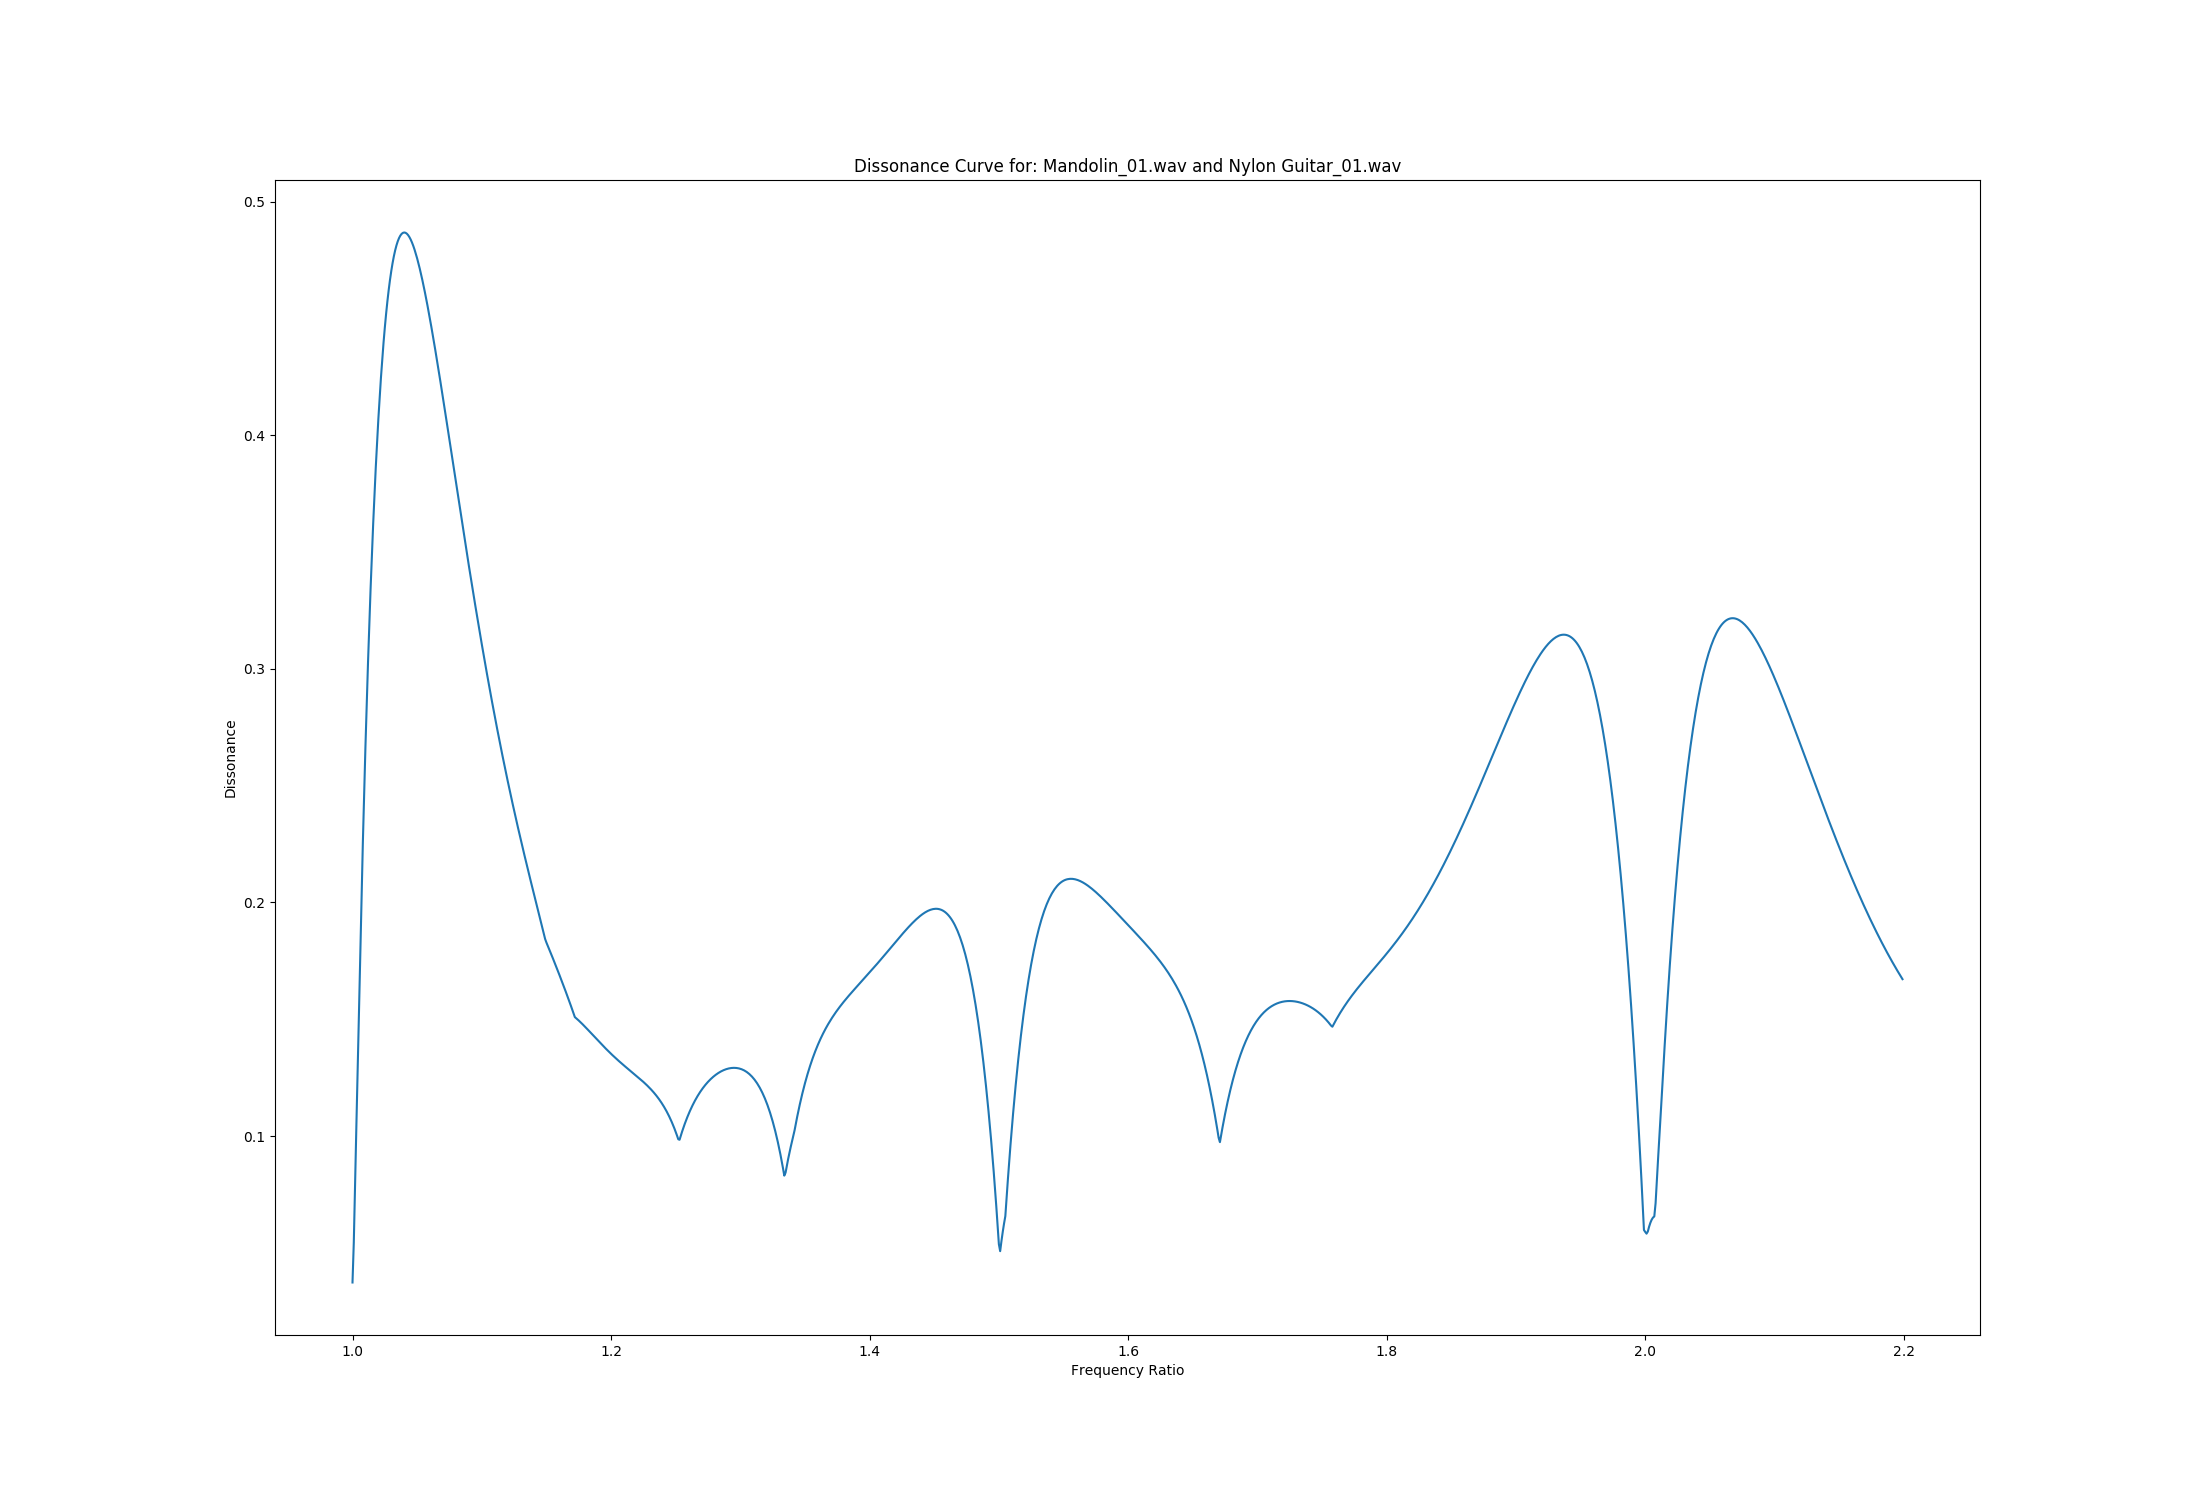 Dissonance Curve for: Mandolin_01.wav and Nylon Guitar_01.wav
0.5
0.4
0.3
0.2
0.1
Dissonance
1.0 1.2 1.4 1.6 1.8 2.0 2.2
Frequency Ratio